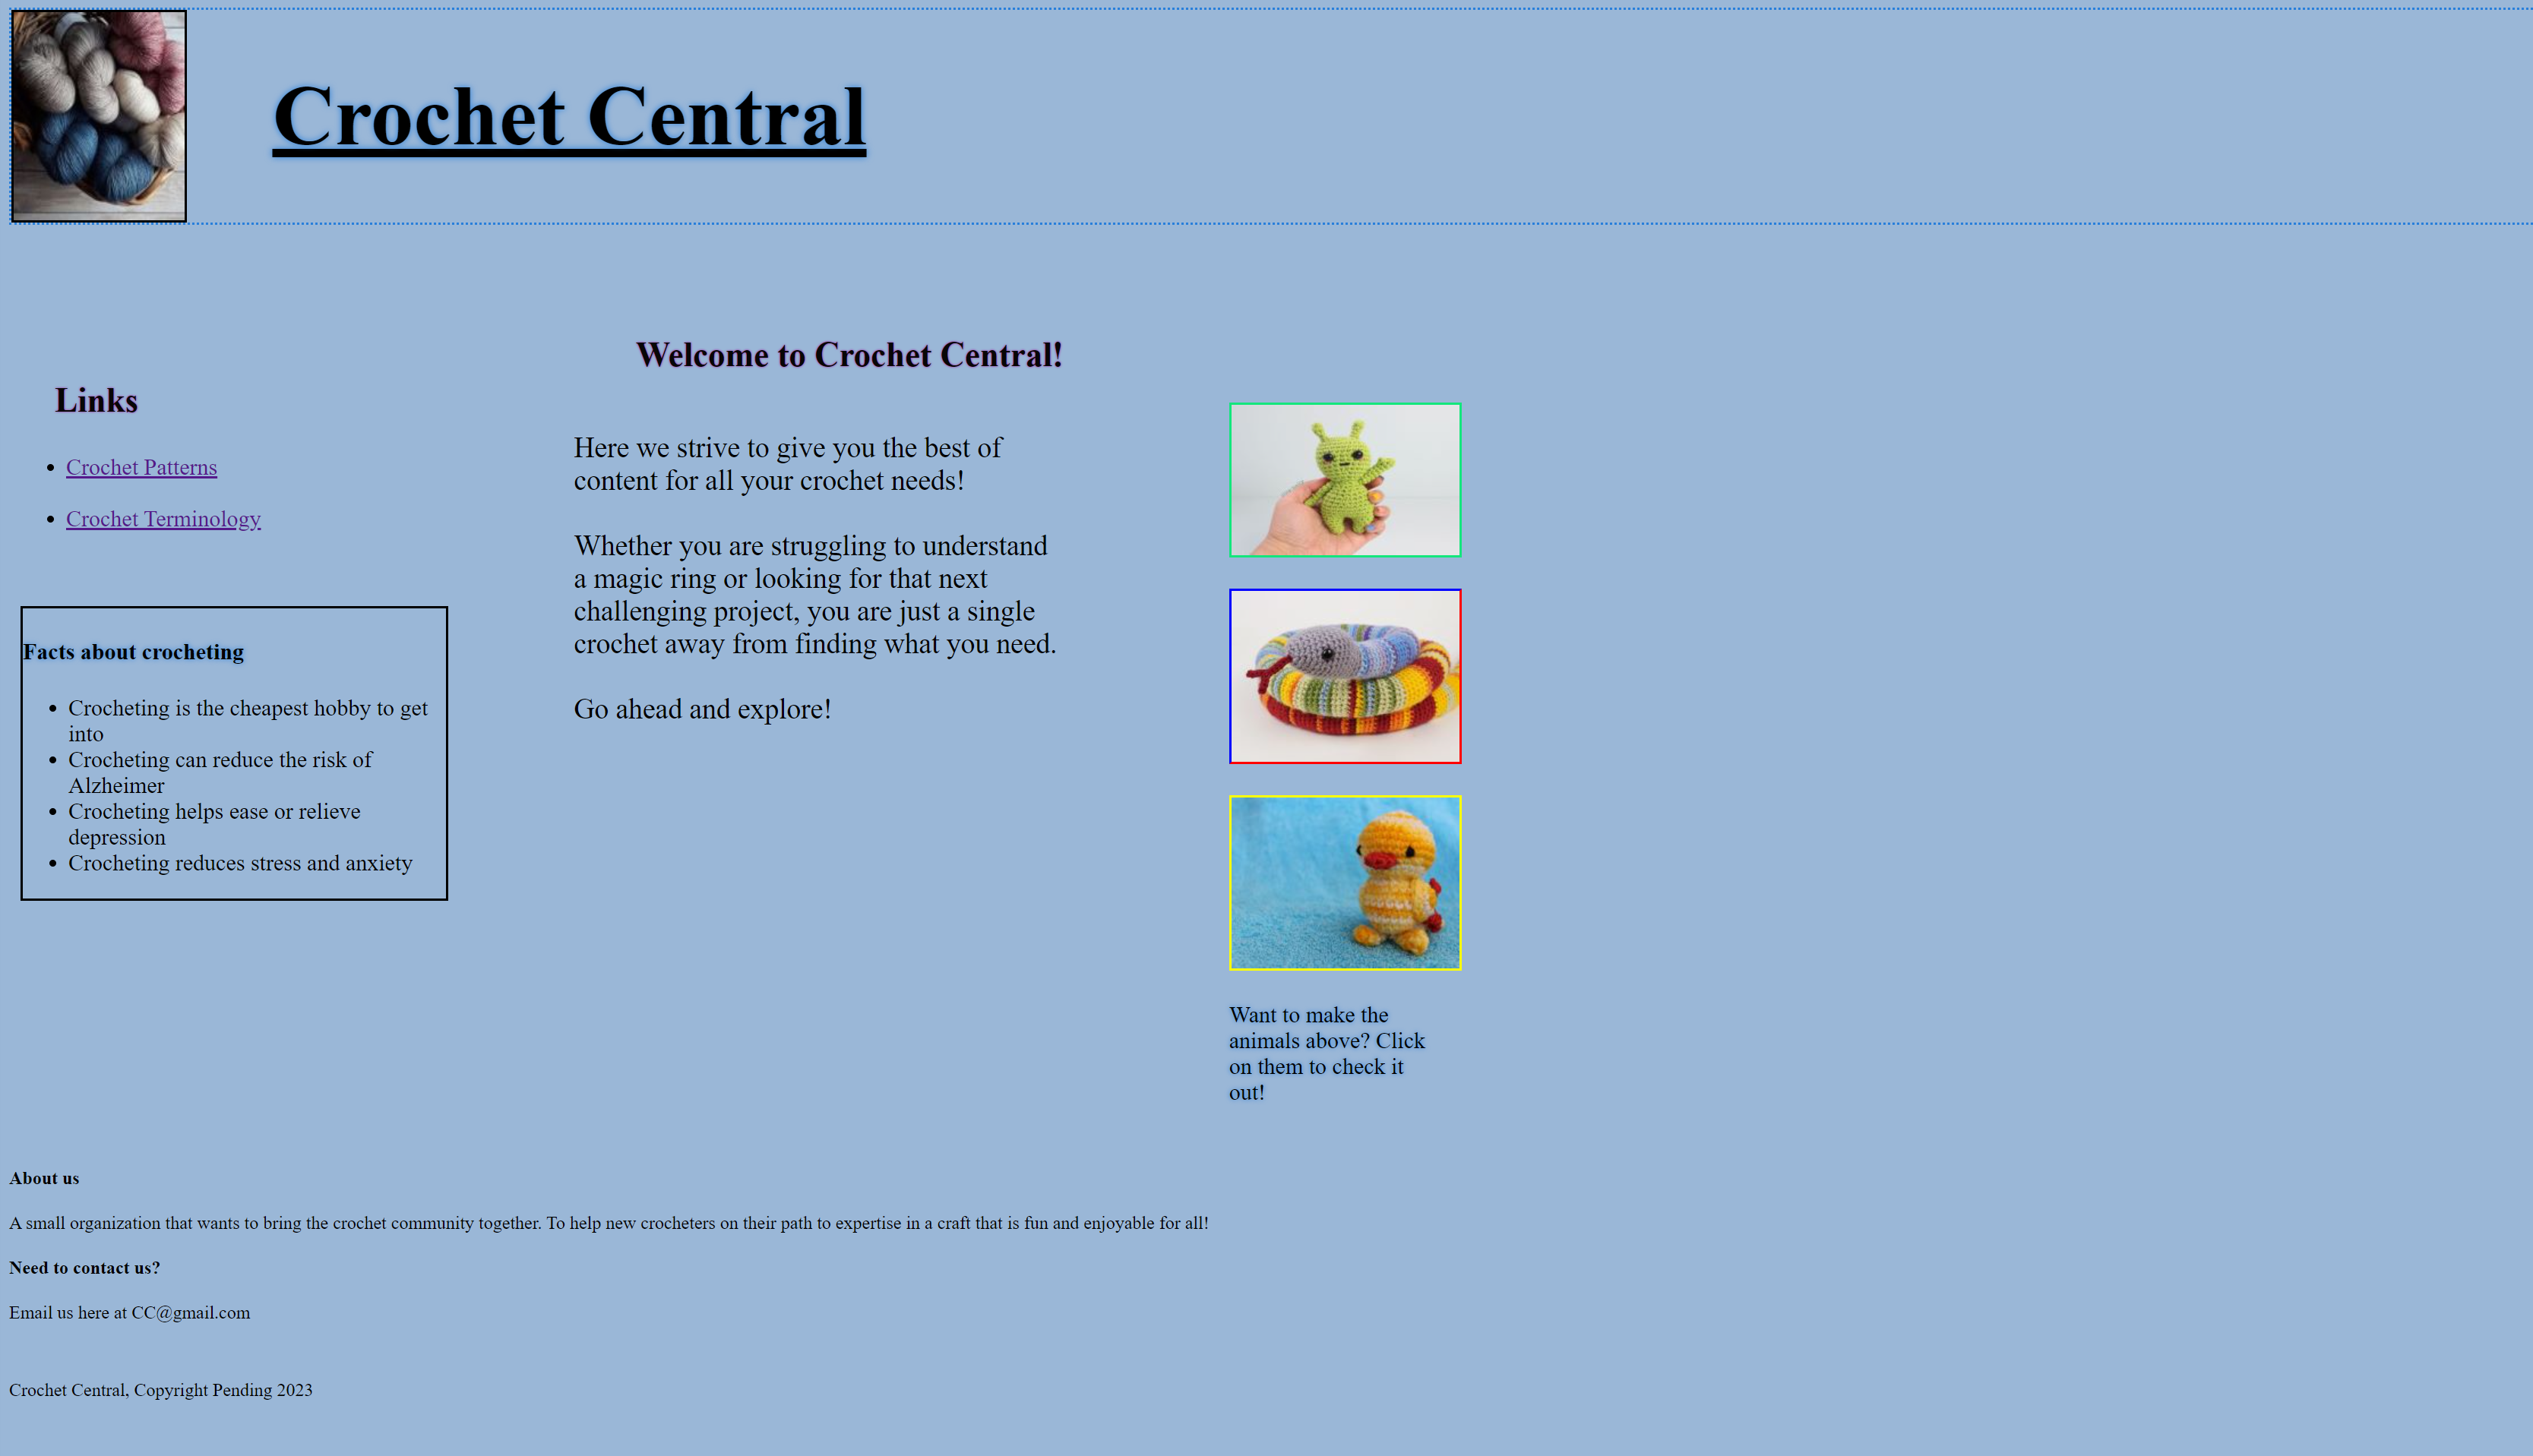 Crochet Central
Links
Crochet Patterns
Crochet Terminology
Facts about crocheting
Crocheting is the cheapest hobby to get
into
Crocheting can reduce the risk of
Alzheimer
Crocheting helps ease or relieve
depression
Crocheting reduces stress and anxiety
Welcome to Crochet Central!
Here we strive to give you the best of
content for all your crochet needs!
Whether you are struggling to understand
a magic ring or looking for that next
challenging project, you are just a single
crochet away from finding what you need.
Go ahead and explore!
Want to make the
animals above? Click
on them to check it
out!
About us
A small organization that wants to bring the crochet community together. To help new crocheters on their path to expertise in a craft that is fun and enjoyable for all!
Need to contact us?
Email us here at CC@gmail.com
Crochet Central, Copyright Pending 2023